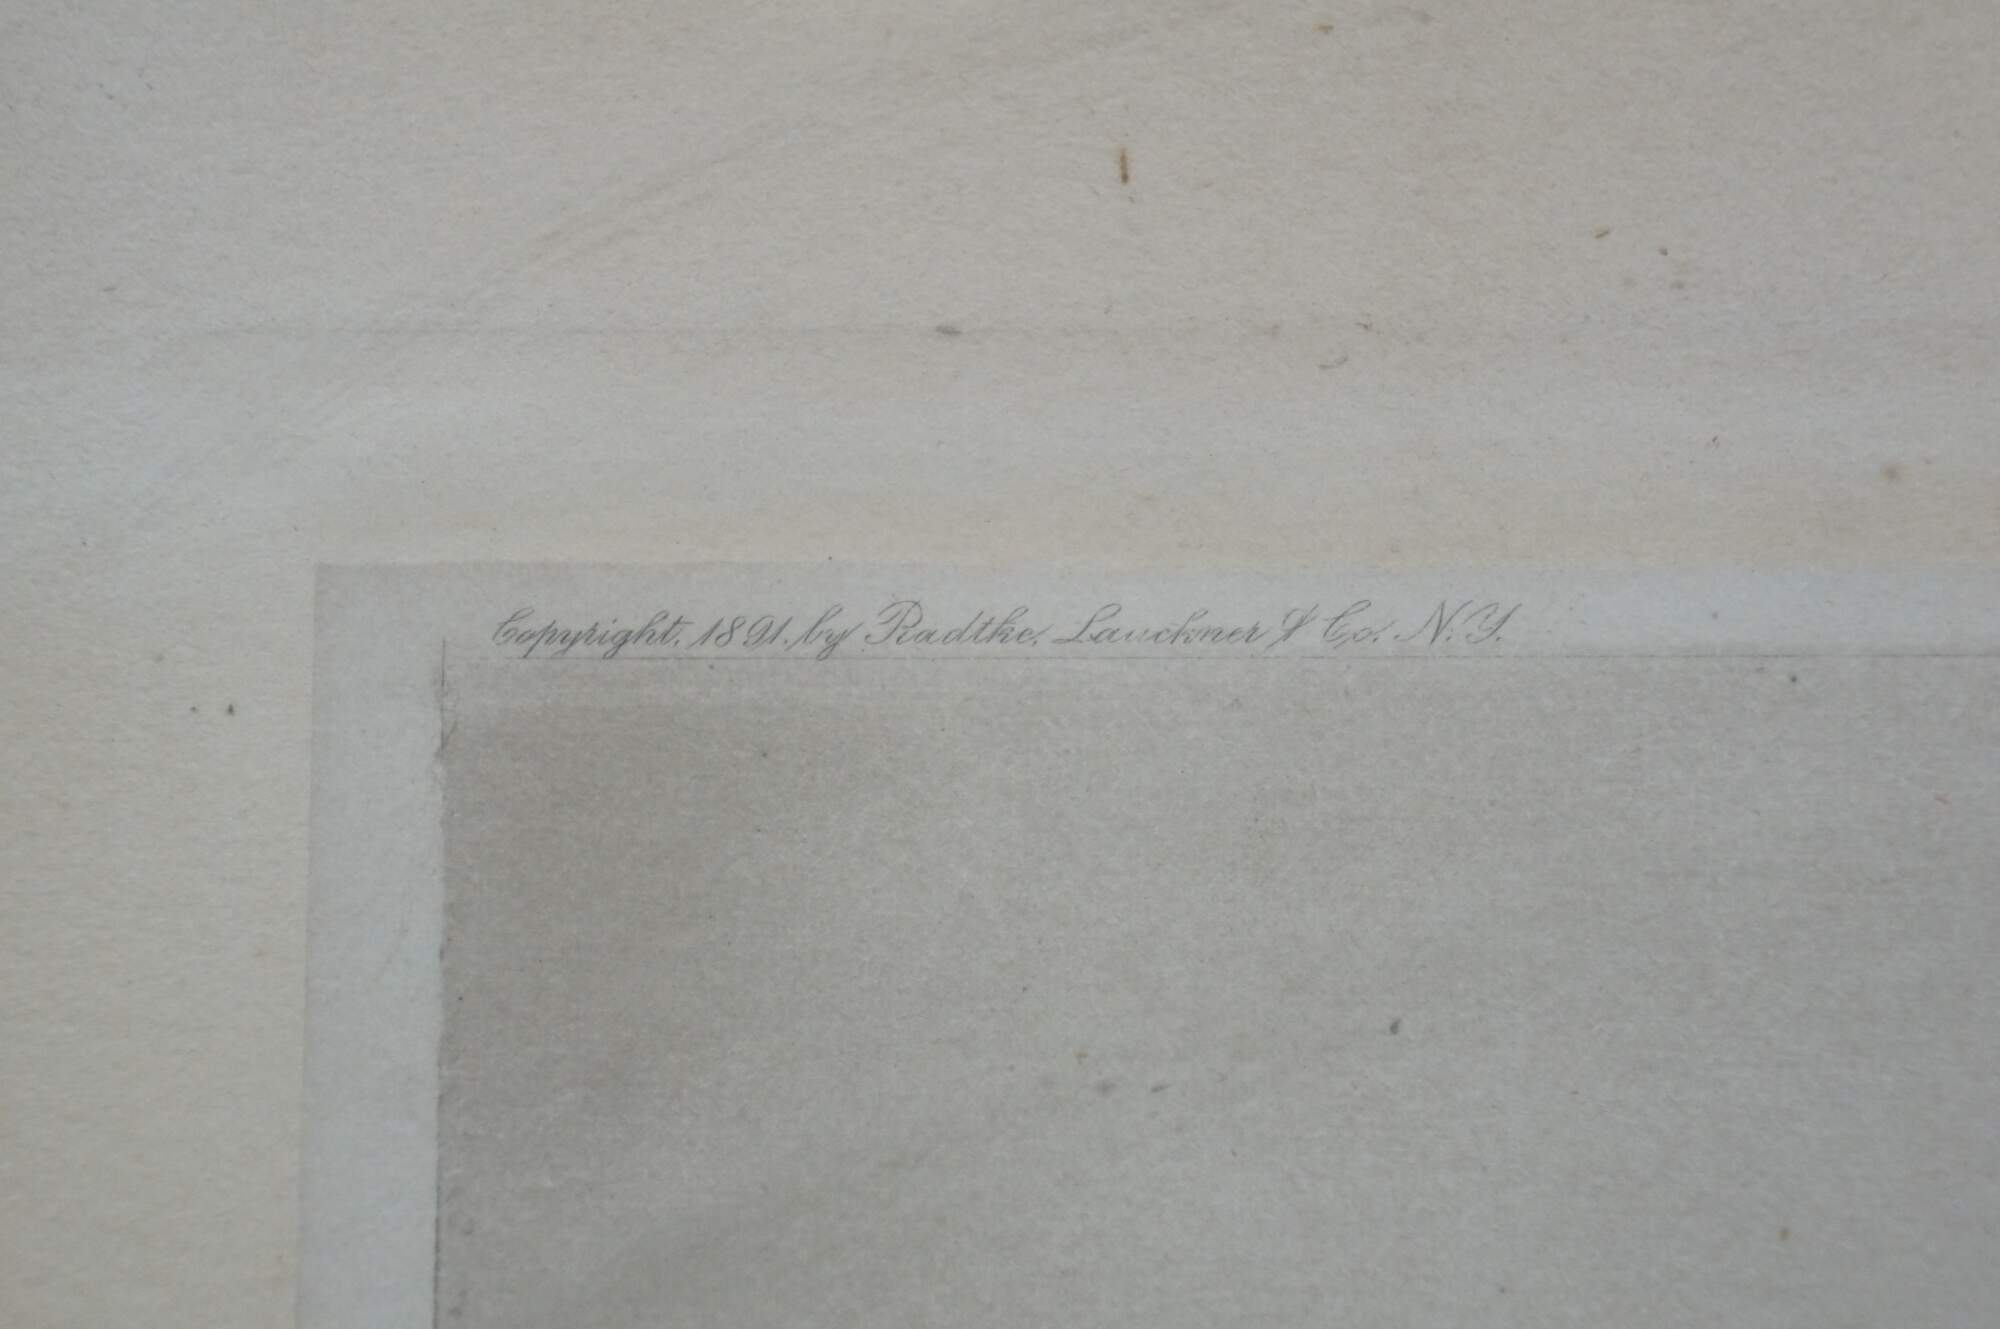 Copyright, 1891, by Radtke, Lauckner & Co. N.Y.